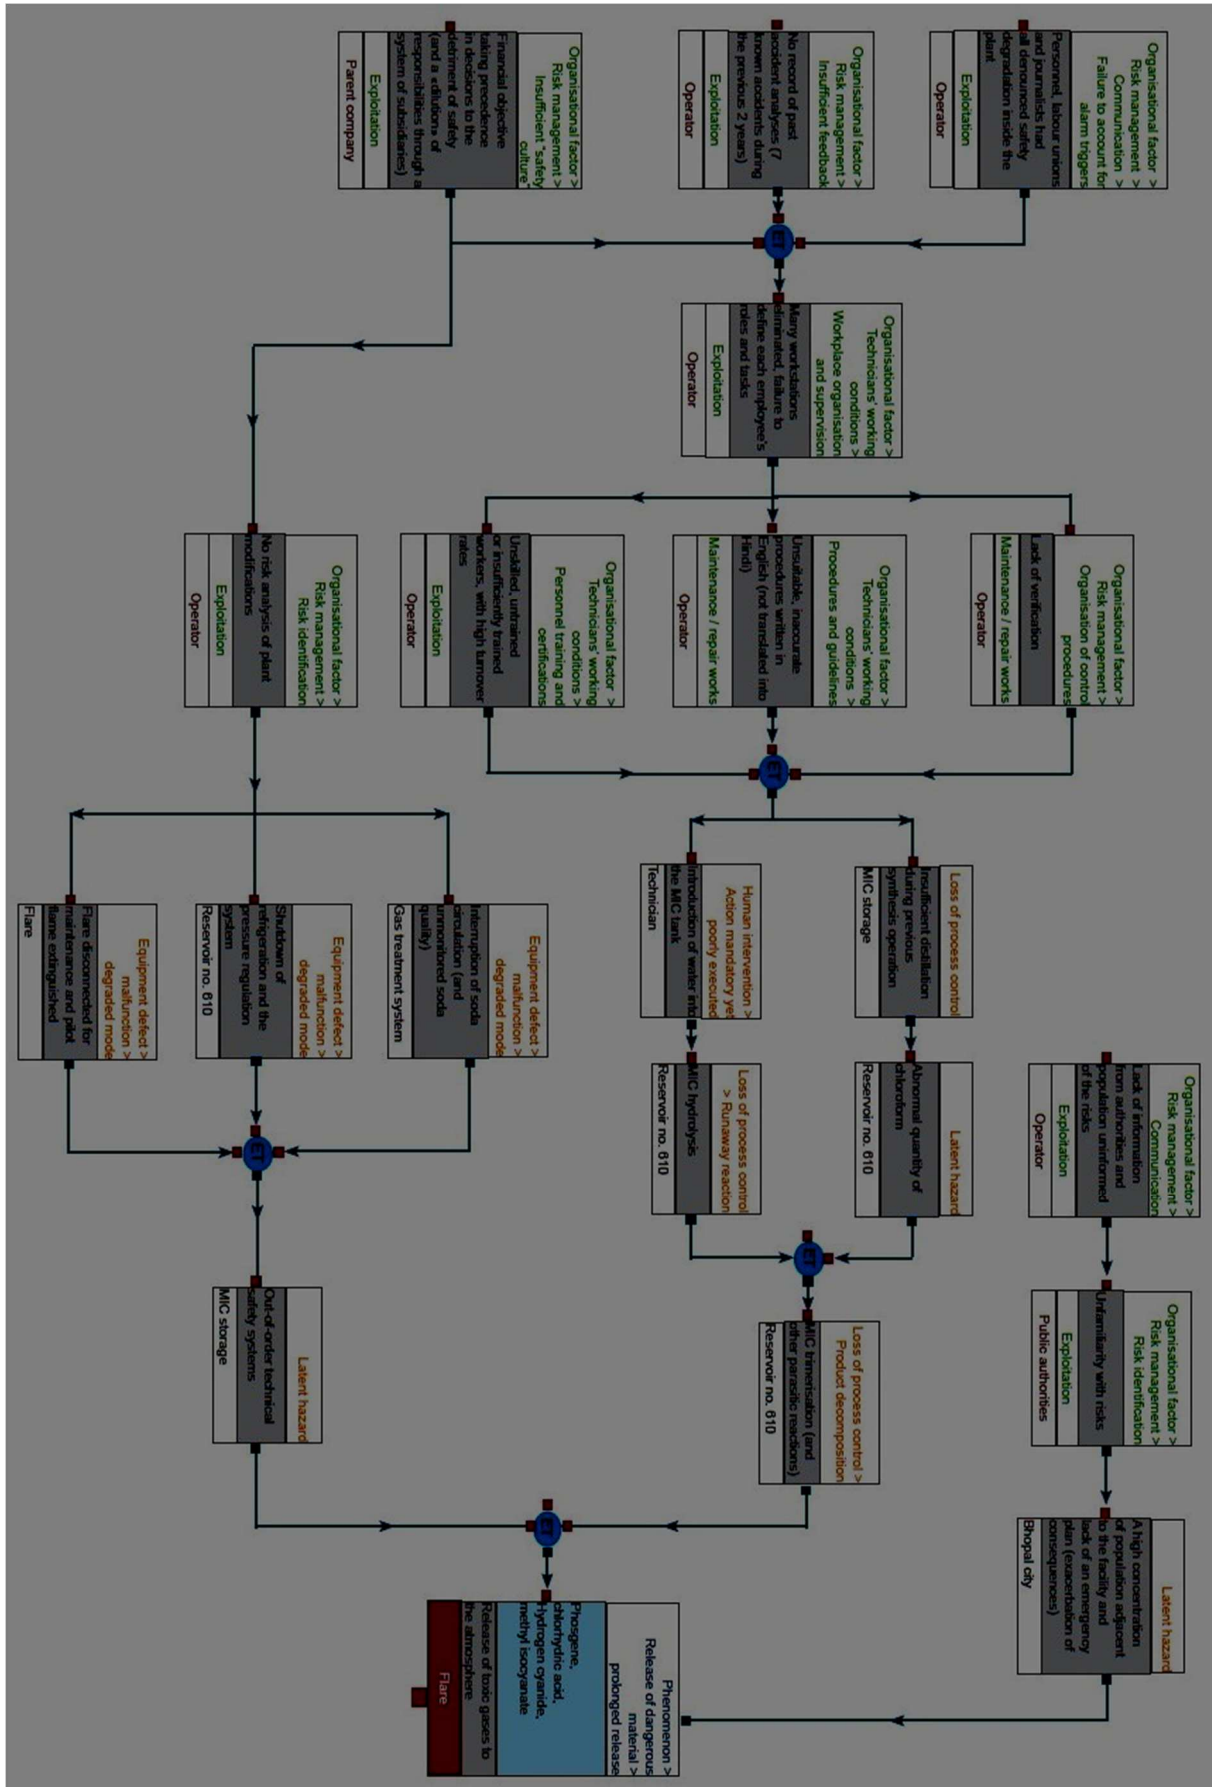 Organisational factor >
Risk management >
Communication >
Failure to account for
alarm triggers
Personnel, labour unions
and journalists had
all denounced safety
degradation inside the
plant
Exploitation
Operator
Organisational factor >
Risk management >
Insufficient feedback
No record of past
accident analyses (7
known accidents during
the previous 2 years)
Exploitation
Operator
Organisational factor >
Risk management >
Insufficient "safety
culture"
Financial objective
taking precedence
in decisions to the
detriment of safety
(and a «dilution» of
responsibilities through a
system of subsidiaries)
Exploitation
Parent company
ET
Organisational factor >
Technicians' working
conditions >
Workplace organisation
and supervision
Many workstations
eliminated, failure to
define each employee's
roles and tasks
Exploitation
Operator
Organisational factor >
Risk management >
Organisation of control
procedures
Lack of verification
Maintenance / repair works
Operator
Organisational factor >
Technicians' working
conditions >
Procedures and guidelines
Unsuitable, inaccurate
procedures written in
English (not translated into
Hindi)
Maintenance / repair works
Operator
Organisational factor >
Technicians' working
conditions >
Personnel training and
certifications
Unskilled, untrained
or insufficiently trained
workers, with high turnover
rates
Exploitation
Operator
Organisational factor >
Risk management >
Risk identification
No risk analysis of plant
modifications
Exploitation
Operator
ET
Loss of process control
Insufficient distillation
during previous
synthesis operation
MIC storage
Human intervention >
Action mandatory yet
poorly executed
Introduction of water into
the MIC tank
Technician
Equipment defect >
malfunction >
degraded mode
Interruption of soda
circulation (and
unmonitored soda
quality)
Gas treatment system
Equipment defect >
malfunction >
degraded mode
Shutdown of
refrigeration and the
pressure regulation
system
Reservoir no. 610
Equipment defect >
malfunction >
degraded mode
Flare disconnected for
maintenance and pilot
flame extinguished
Flare
Organisational factor >
Risk management >
Communication
Lack of information
from authorities and
population uninformed
of the risks
Exploitation
Operator
Latent hazard
Abnormal quantity of
chloroform
Reservoir no. 610
Loss of process control
> Runaway reaction
MIC hydrolysis
Reservoir no. 610
ET
ET
Organisational factor >
Risk management >
Risk identification
Unfamiliarity with risks
Exploitation
Public authorities
Loss of process control >
Product decomposition
MIC trimerisation (and
other parasitic reactions)
Reservoir no. 610
Latent hazard
Out-of-order technical
safety systems
MIC storage
Latent hazard
A high concentration
of population adjacent
to the facility and
lack of an emergency
plan (exacerbation of
consequences)
Bhopal city
ET
Phenomenon >
Release of dangerous
material >
prolonged release
Phosgene,
chlorhydric acid,
Hydrogen cyanide,
methyl isocyanate
Release of toxic gases to
the atmosphere
Flare